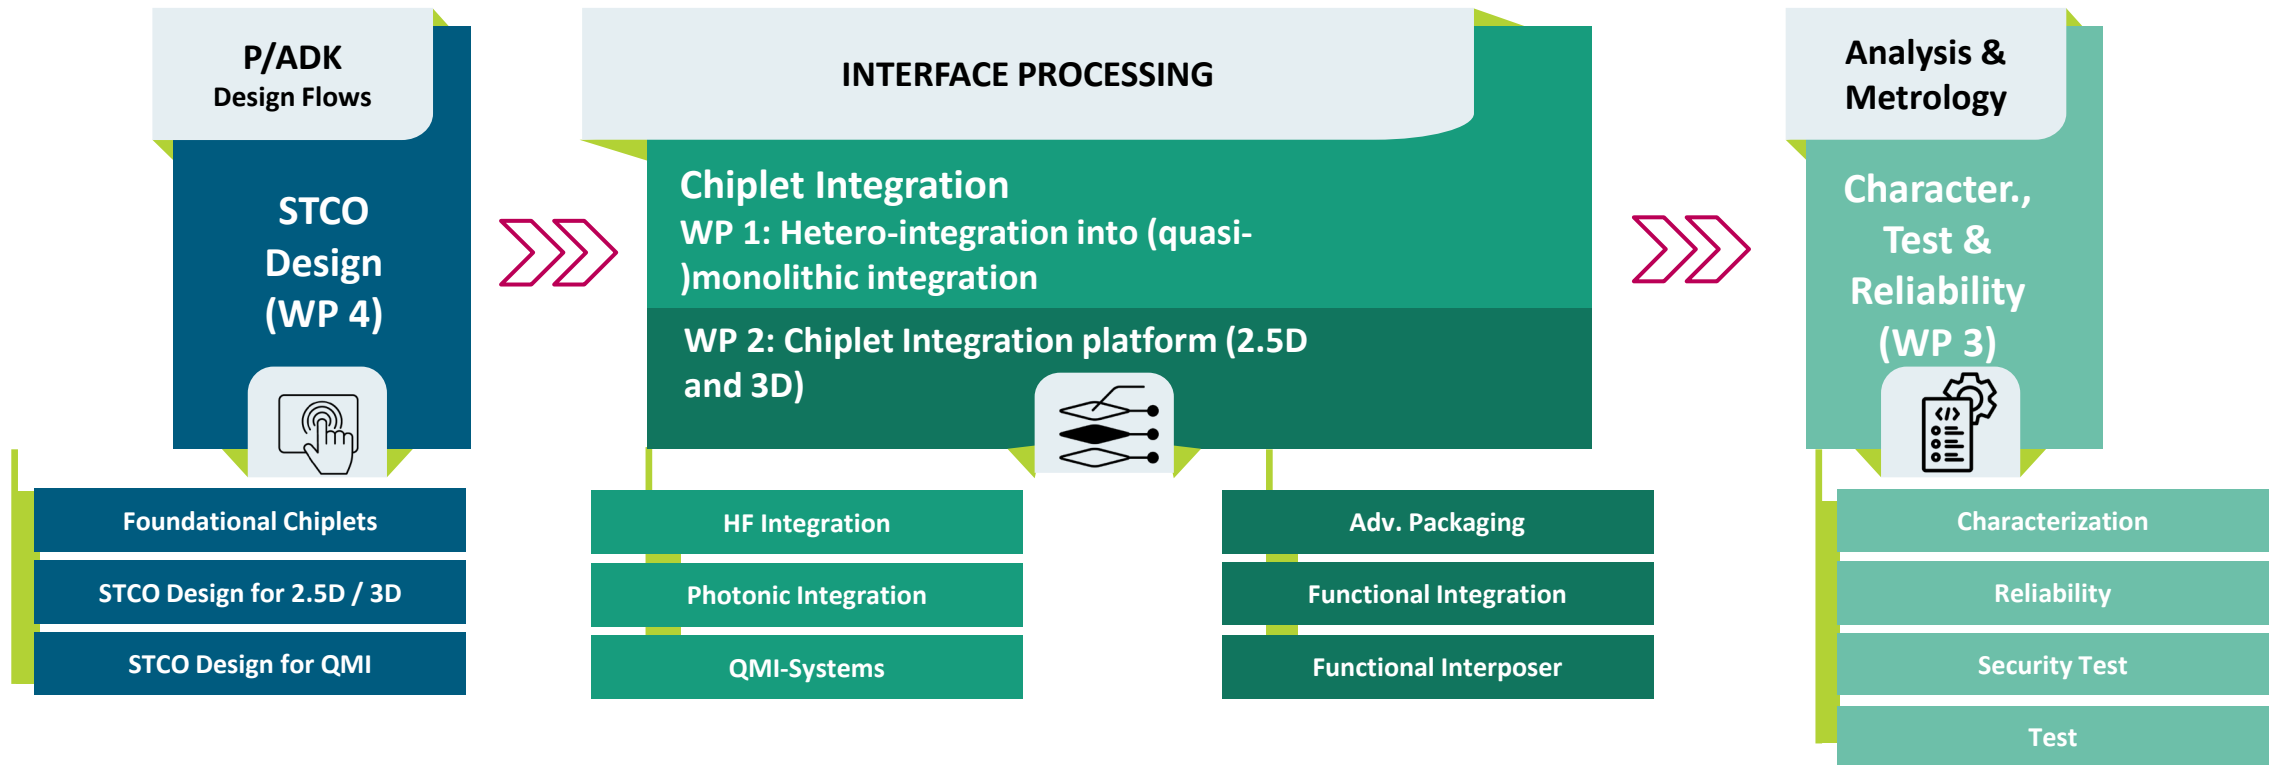 P/ADK
Design Flows
STCO
Design
(WP 4)
Foundational Chiplets
STCO Design for 2.5D / 3D
STCO Design for QMI
INTERFACE PROCESSING
Chiplet Integration
WP 1: Hetero-integration into (quasi-
)monolithic integration
WP 2: Chiplet Integration platform (2.5D
and 3D)
HF Integration
Photonic Integration
QMI-Systems
Adv. Packaging
Functional Integration
Functional Interposer
Analysis &
Metrology
Character.,
Test &
Reliability
(WP 3)
</>
Characterization
Reliability
Security Test
Test